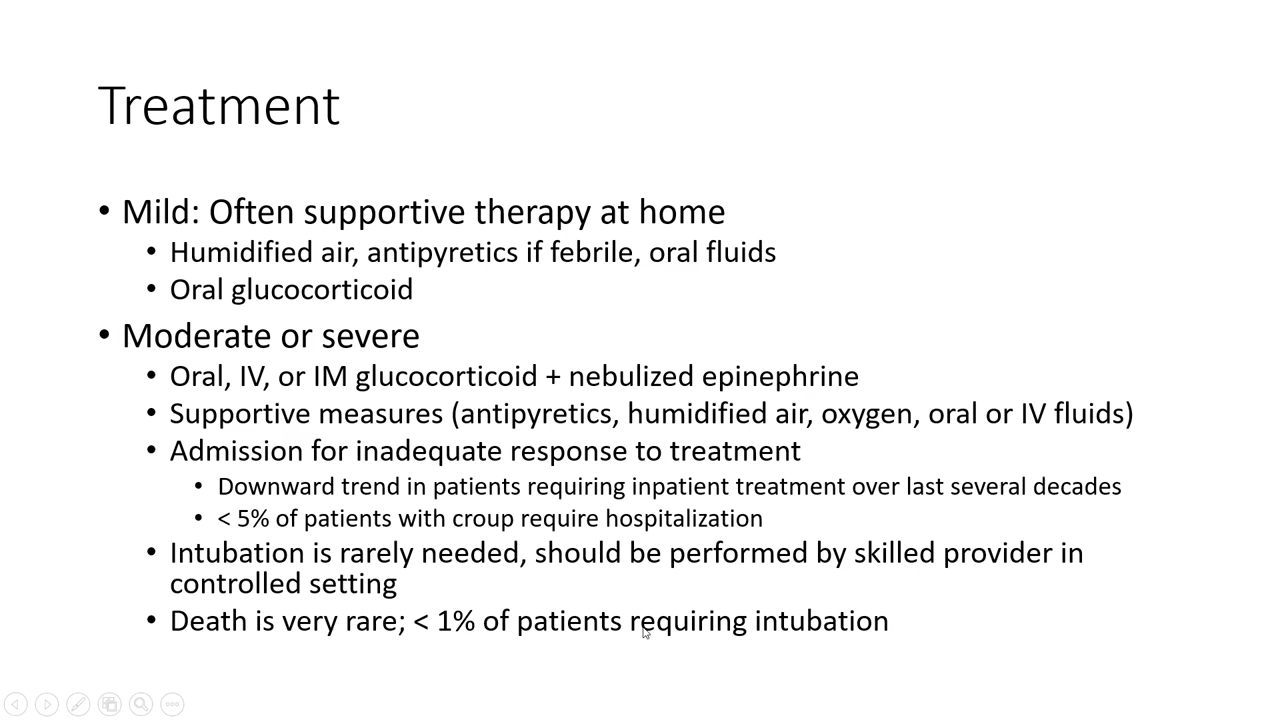 Treatment
• Mild: Often supportive therapy at home
• Humidified air, antipyretics if febrile, oral fluids
• Oral glucocorticoid
• Moderate or severe
• Oral, IV, or IM glucocorticoid + nebulized epinephrine
• Supportive measures (antipyretics, humidified air, oxygen, oral or IV fluids)
• Admission for inadequate response to treatment
• Downward trend in patients requiring inpatient treatment over last several decades
• < 5% of patients with croup require hospitalization
• Intubation is rarely needed, should be performed by skilled provider in
controlled setting
• Death is very rare; < 1% of patients requiring intubation